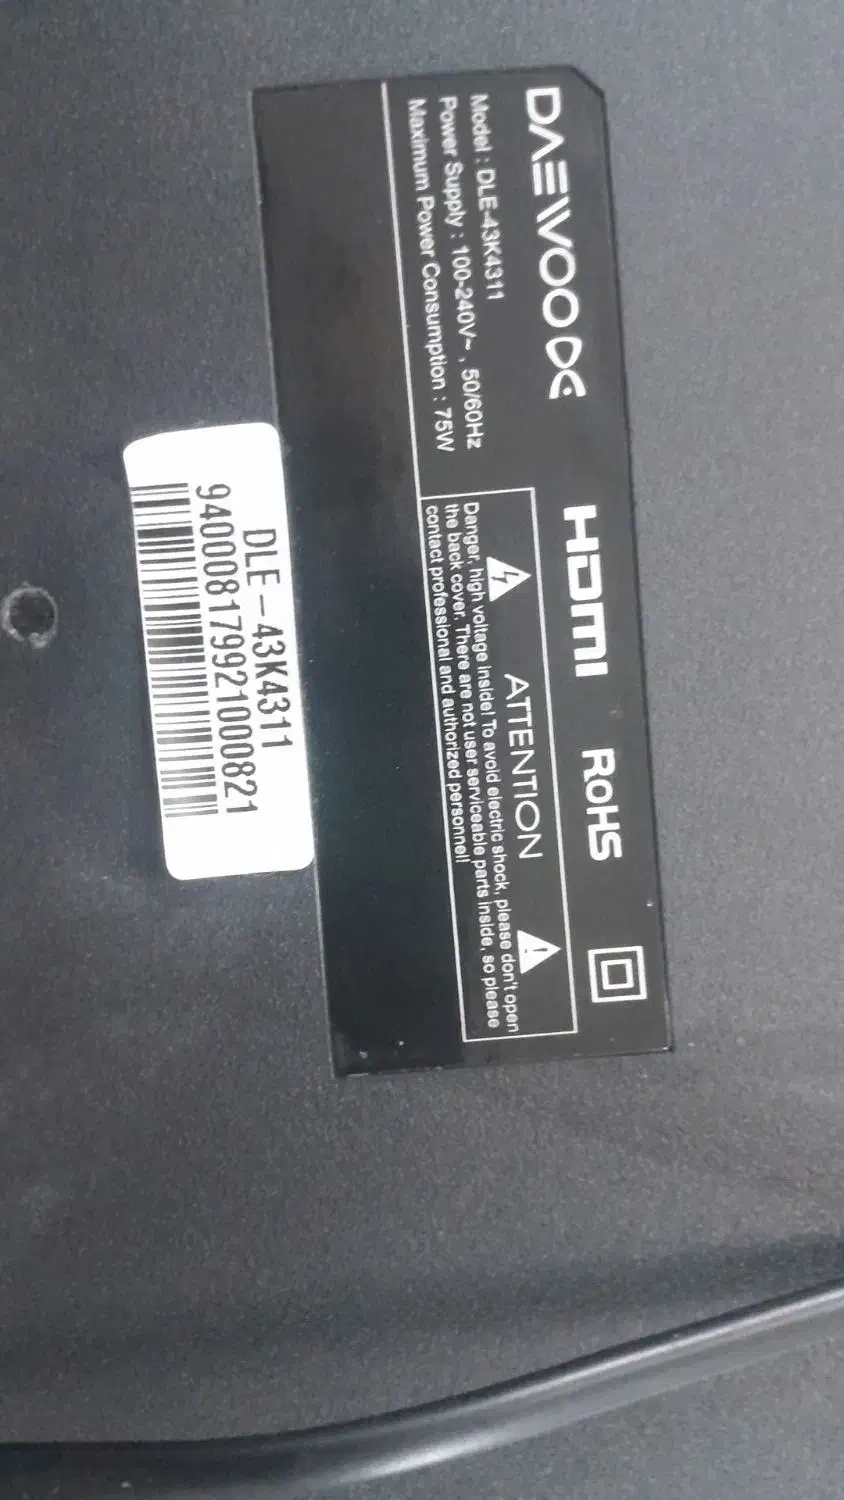 DAEWOO DE
HDMI
RoHS
Model : DLE-43K4311
Power Supply : 100-240V~ , 50/60Hz
Maximum Power Consumption : 75W
ATTENTION
Danger, high voltage inside! To avoid electric shock, please don't open
the back cover. There are not user serviceable parts inside, so please
contact professional and authorized personnel!
DLE-43K4311
940008179921000821